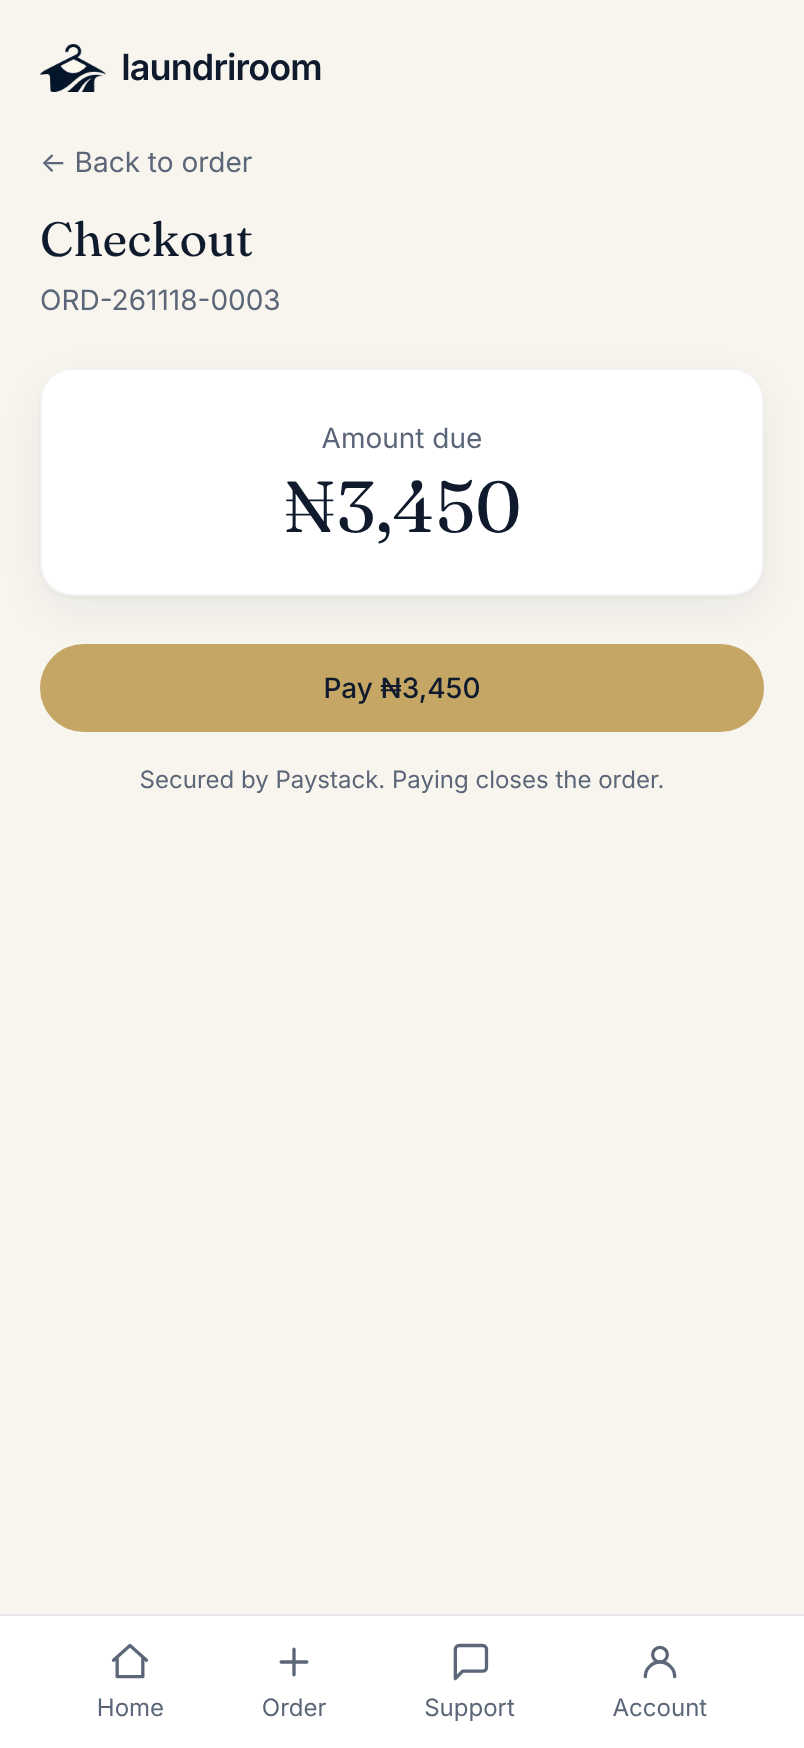 laundriroom
← Back to order
Checkout
ORD-261118-0003
Amount due
₦3,450
Pay ₦3,450
Secured by Paystack. Paying closes the order.
Home Order Support Account